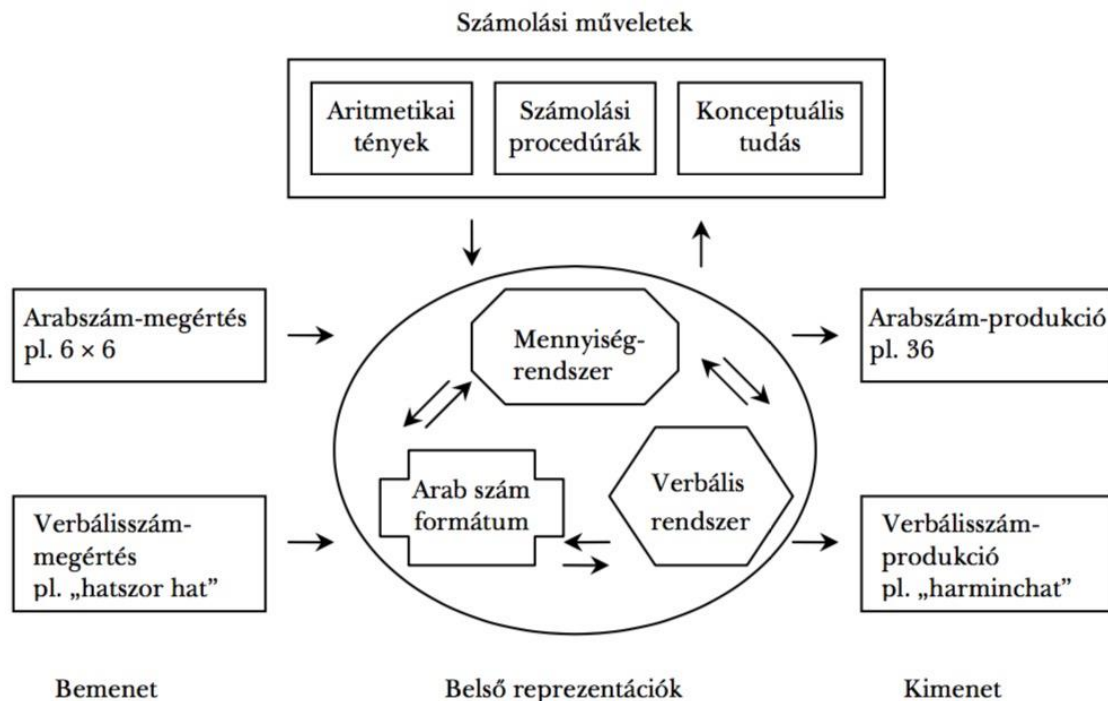 Számolási műveletek
Aritmetikai
tények
Számolási
procedúrák
Konceptuális
tudás
Arabszám-megértés
pl. 6 × 6
Mennyiség-
rendszer
Arabszám-produkció
pl. 36
Verbálisszám-
megértés
pl. „hatszor hat”
Arab szám
formátum
Verbális
rendszer
Verbálisszám-
produkció
pl. „harminchat”
Bemenet
Belső reprezentációk
Kimenet